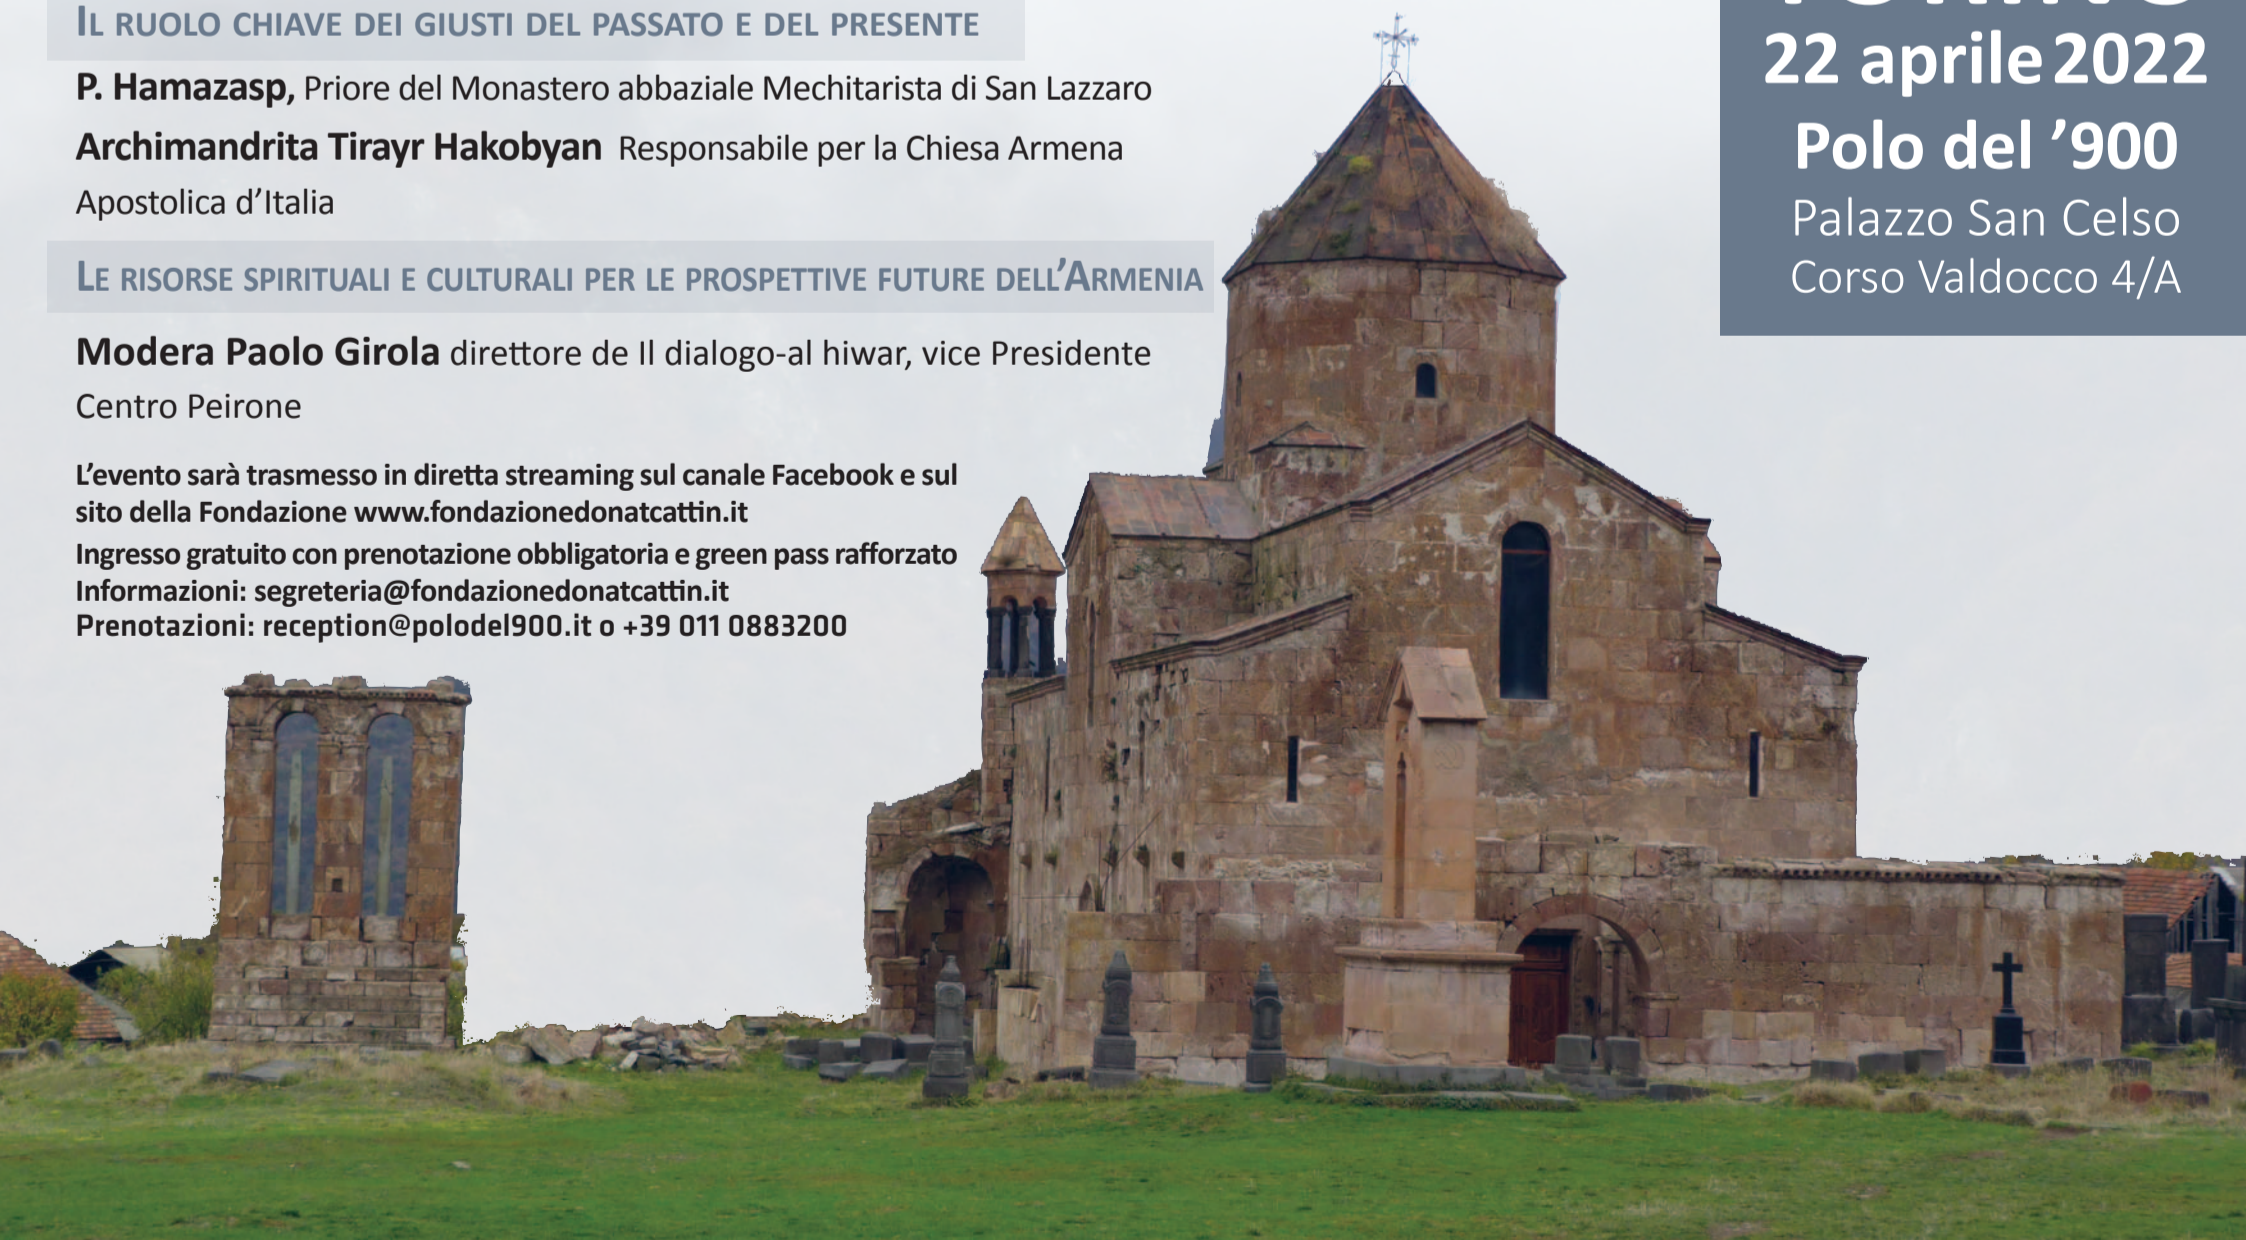 Il ruolo chiave dei giusti del passato e del presente
P. Hamazasp, Priore del Monastero abbaziale Mechitarista di San Lazzaro
Archimandrita Tirayr Hakobyan Responsabile per la Chiesa Armena
Apostolica d’Italia
Le risorse spirituali e culturali per le prospettive future dell’Armenia
Modera Paolo Girola direttore de Il dialogo-al hiwar, vice Presidente
Centro Peirone
L’evento sarà trasmesso in diretta streaming sul canale Facebook e sul
sito della Fondazione www.fondazionedonatcattin.it
Ingresso gratuito con prenotazione obbligatoria e green pass rafforzato
Informazioni: segreteria@fondazionedonatcattin.it
Prenotazioni: reception@polodel900.it o +39 011 0883200
22 aprile 2022
Polo del ’900
Palazzo San Celso
Corso Valdocco 4/A